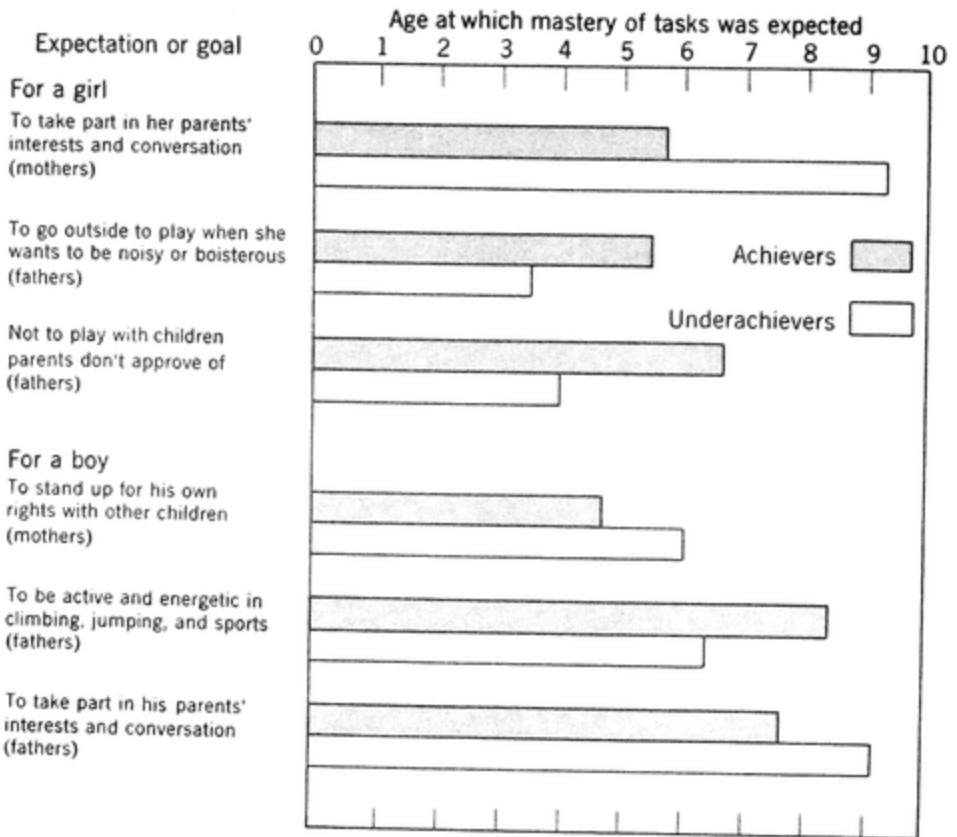 Age at which mastery of tasks was expected
Expectation or goal
0 1 2 3 4 5 6 7 8 9 10
For a girl
To take part in her parents'
interests and conversation
(mothers)
To go outside to play when she
wants to be noisy or boisterous
(fathers)
Achievers
Underachievers
Not to play with children
parents don't approve of
(fathers)
For a boy
To stand up for his own
rights with other children
(mothers)
To be active and energetic in
climbing, jumping, and sports
(fathers)
To take part in his parents'
interests and conversation
(fathers)